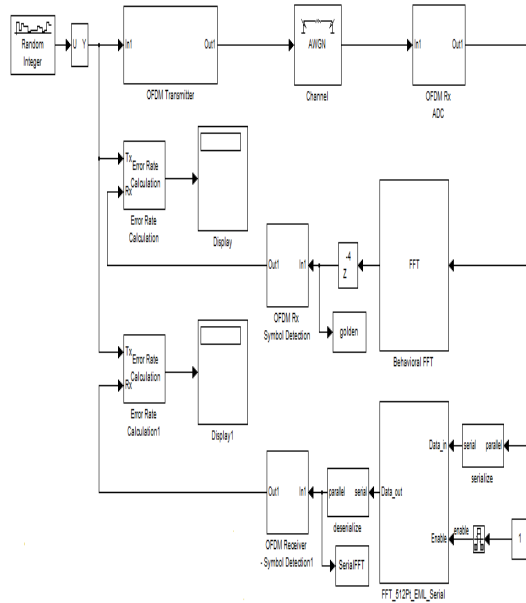 Random
Integer
U Y
In1
Out1
OFDM Transmitter
AWGN
Channel
In1
Out1
OFDM Rx
ADC
Tx
Rx
Error Rate
Calculation
Error Rate
Calculation
Display
Out1
In1
OFDM Rx
Symbol Detection
-4
Z
golden
FFT
Behavioral FFT
Tx
Rx
Error Rate
Calculation
Error Rate
Calculation1
Display1
Out1
In1
OFDM Receiver
- Symbol Detection1
parallel serial
deserialize
SerialFFT
Data_in
Data_out
Enable
FFT_512Pt_EML_Serial
serial parallel
serialize
enable
1